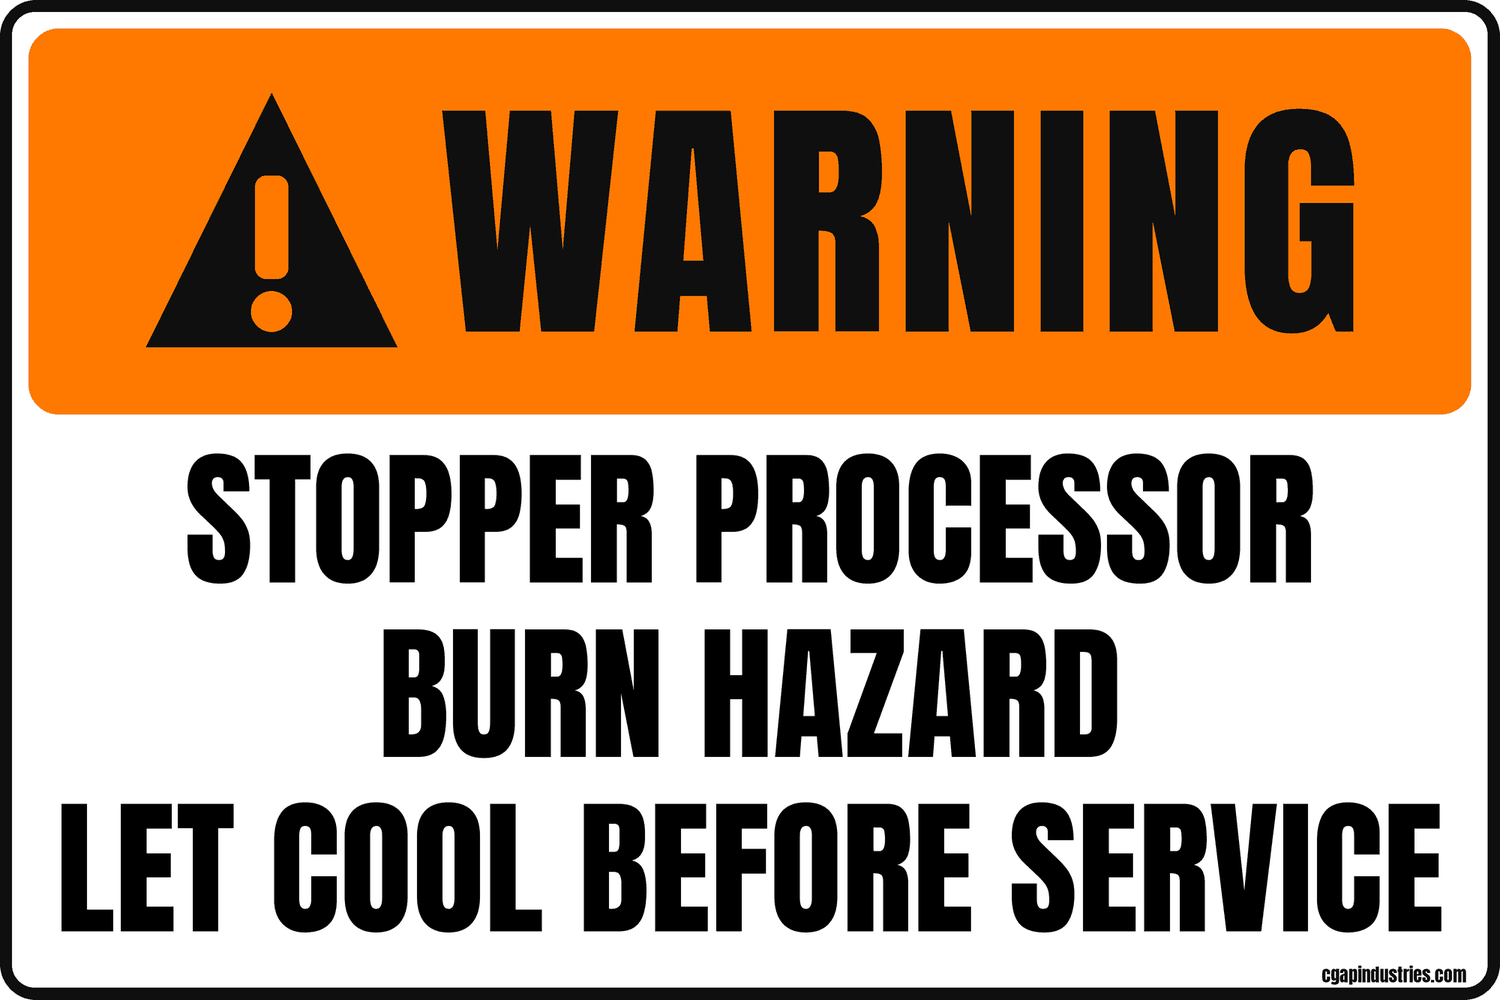 WARNING
STOPPER PROCESSOR
BURN HAZARD
LET COOL BEFORE SERVICE
cgapindustries.com